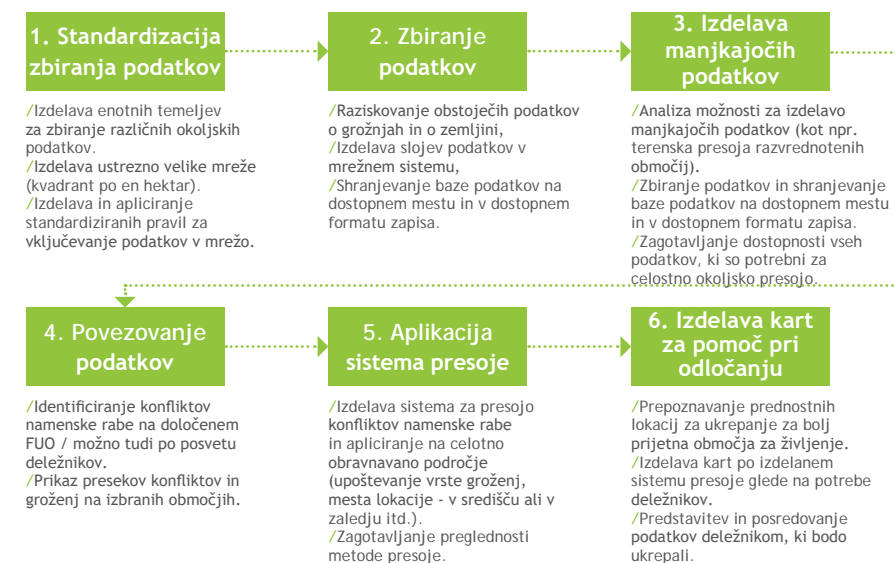 1. Standardizacija
zbiranja podatkov
/Izdelava enotnih temeljev
za zbiranje različnih okoljskih
podatkov.
/Izdelava ustrezno velike mreže
(kvadrant po en hektar).
/Izdelava in apliciranje
standardiziranih pravil za
vključevanje podatkov v mrežo.
2. Zbiranje
podatkov
/Raziskovanje obstoječih podatkov
o grožnjah in o zemljini,
/Izdelava slojev podatkov v
mrežnem sistemu,
/Shranjevanje baze podatkov na
dostopnem mestu in v dostopnem
formatu zapisa.
3. Izdelava
manjkajočih
podatkov
/Analiza možnosti za izdelavo
manjkajočih podatkov (kot npr.
terenska presoja razvrednotenih
območij).
/Zbiranje podatkov in shranjevanje
baze podatkov na dostopnem mestu
in v dostopnem formatu zapisa.
/Zagotavljanje dostopnosti vseh
podatkov, ki so potrebni za
celostno okoljsko presojo.
4. Povezovanje
podatkov
/Identificiranje konfliktov
namenske rabe na določenem
FUO / možno tudi po posvetu
deležnikov.
/Prikaz presekov konfliktov in
groženj na izbranih območjih.
5. Aplikacija
sistema presoje
/Izdelava sistema za presojo
konfliktov namenske rabe
in apliciranje na celotno
obravnavano področje
(upoštevanje vrste groženj,
mesta lokacije - v središču ali v
zaledju itd.).
/Zagotavljanje preglednosti
metode presoje.
6. Izdelava kart
za pomoč pri
odločanju
/Prepoznavanje prednostnih
lokacij za ukrepanje za bolj
prijetna območja za življenje.
/Izdelava kart po izdelanem
sistemu presoje glede na potrebe
deležnikov.
/Predstavitev in posredovanje
podatkov deležnikom, ki bodo
ukrepali.